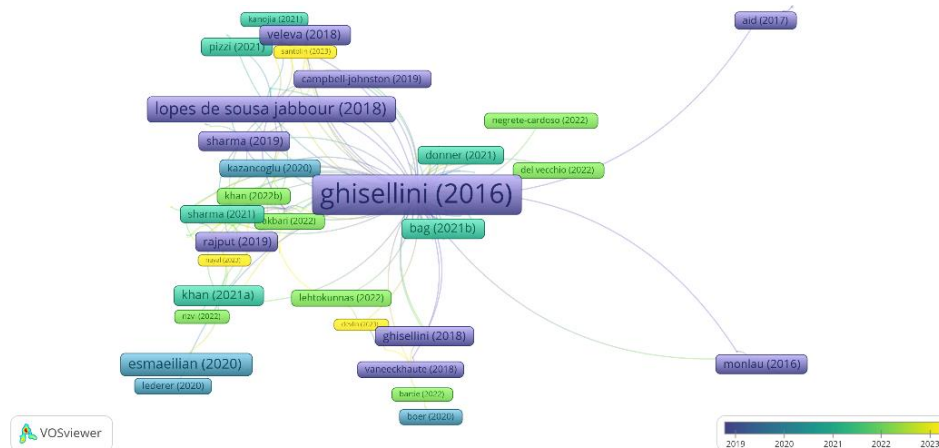 kanojia (2021)
aid (2017)
veleva (2018)
pizzi (2021)
santolin (2023)
campbell-johnston (2019)
lopes de sousa jabbour (2018)
negrete-cardoso (2022)
sharma (2019)
donner (2021)
kazancoglu (2020)
del vecchio (2022)
ghisellini (2016)
khan (2022b)
sharma (2021)
akbari (2022)
bag (2021b)
rajput (2019)
khan (2021a)
lehtokunnas (2022)
ghisellini (2018)
esmaeilian (2020)
monlau (2016)
vaneeckhaute (2018)
lederer (2020)
boer (2020)
VOSviewer
2019 2020 2021 2022 2023